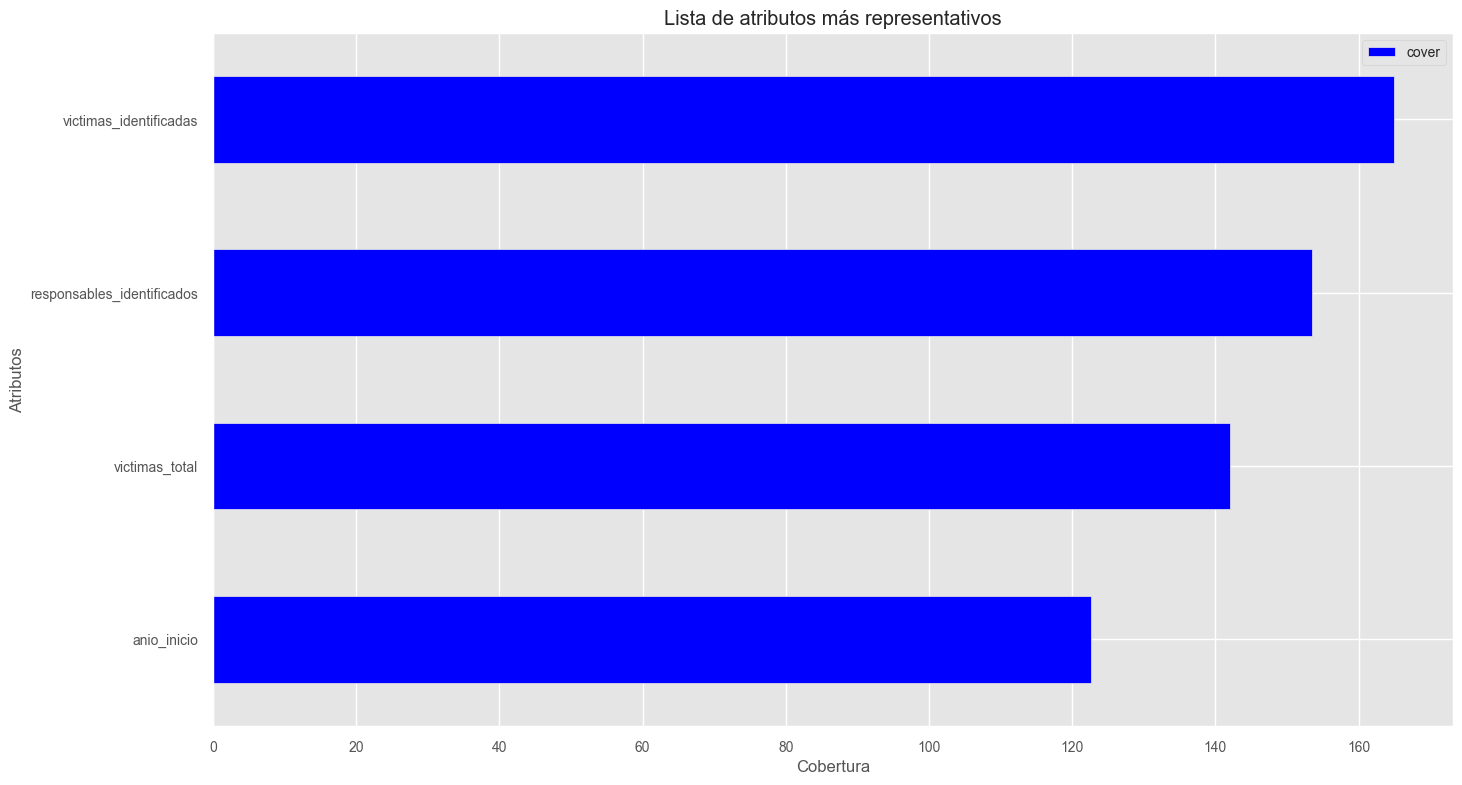 Lista de atributos más representativos
cover
victimas_identificadas
responsables_identificados
victimas_total
anio_inicio
Atributos
0 20 40 60 80 100 120 140 160
Cobertura